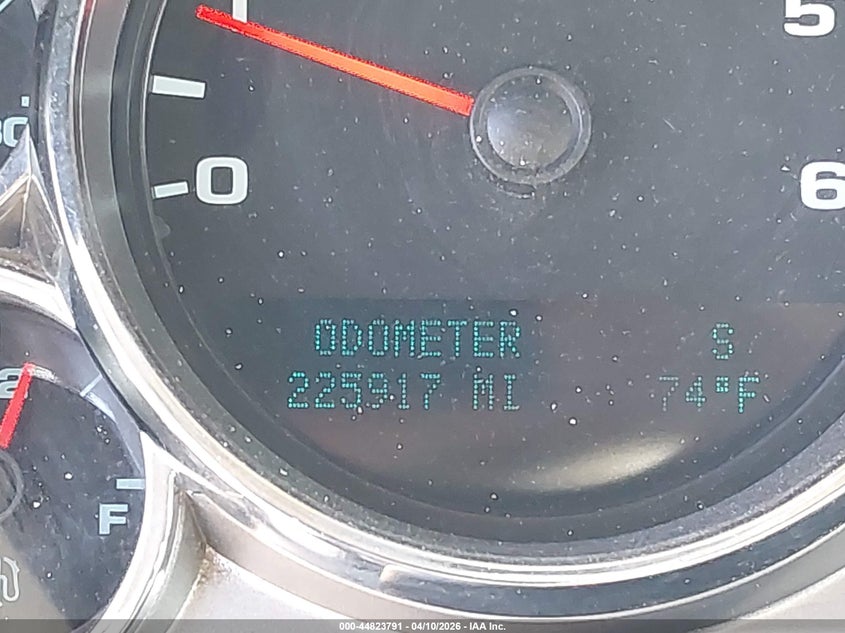 5
0
6
ODOMETER S
225917 MI 74°F
F
000-44823791 - 04/10/2026 - IAA Inc.